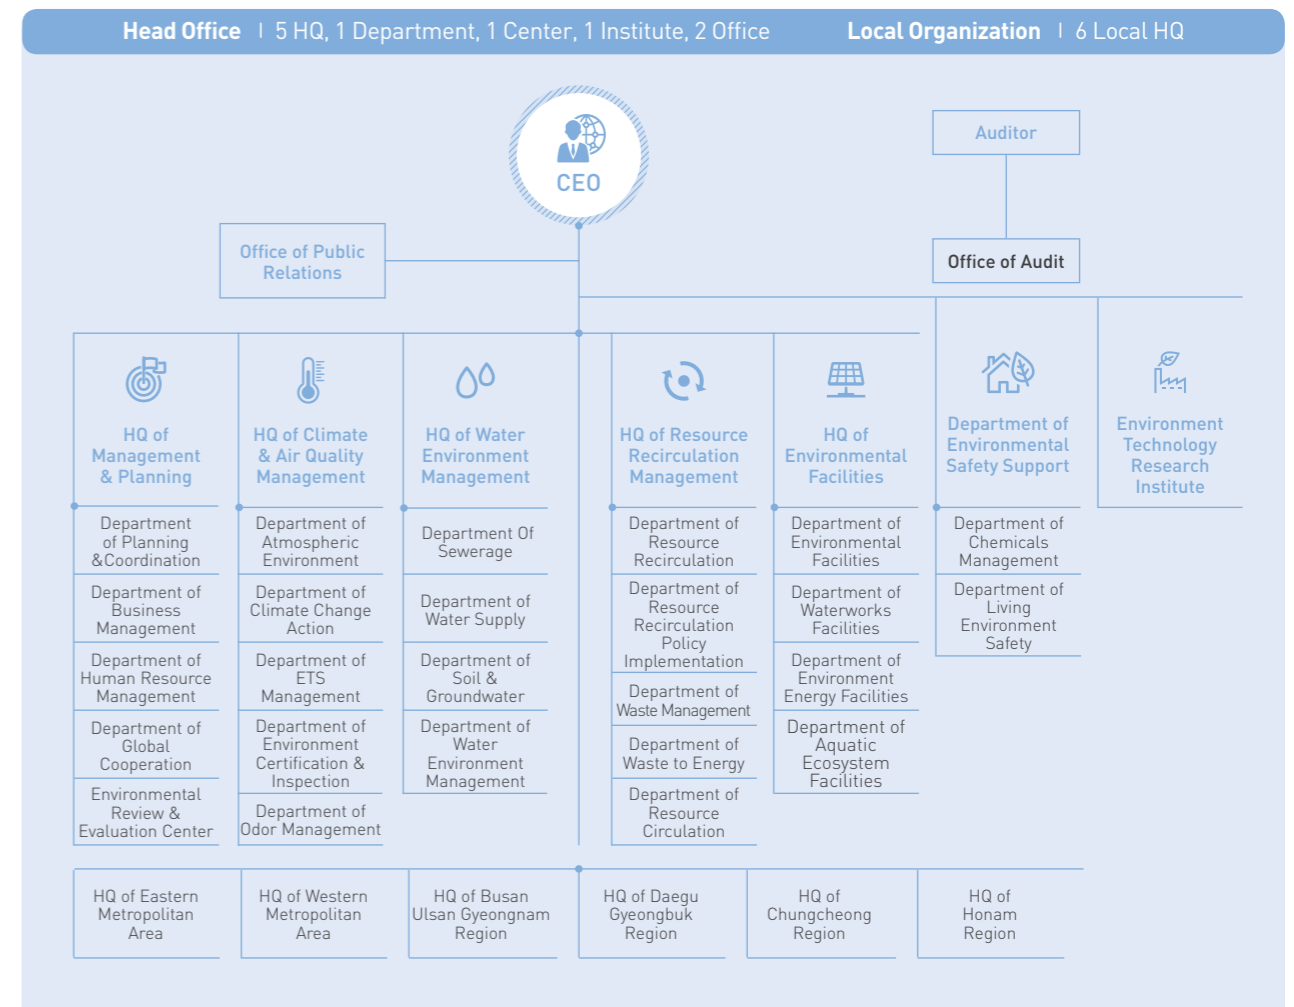 Head Office | 5 HQ, 1 Department, 1 Center, 1 Institute, 2 Office
Local Organization | 6 Local HQ
CEO
Auditor
Office of Public
Relations
Office of Audit
HQ of
Management
& Planning
Department
of Planning
&Coordination
Department of
Business
Management
Department of
Human Resource
Management
Department of
Global
Cooperation
Environmental
Review &
Evaluation Center
HQ of Climate
& Air Quality
Management
Department of
Atmospheric
Environment
Department of
Climate Change
Action
Department of
ETS
Management
Department of
Environment
Certification &
Inspection
Department of
Odor Management
HQ of Water
Environment
Management
Department Of
Sewerage
Department of
Water Supply
Department of
Soil &
Groundwater
Department of
Water
Environment
Management
HQ of Resource
Recirculation
Management
Department of
Resource
Recirculation
Department of
Resource
Recirculation
Policy
Implementation
Department of
Waste Management
Department of
Waste to Energy
Department of
Resource
Circulation
HQ of
Environmental
Facilities
Department of
Environmental
Facilities
Department of
Waterworks
Facilities
Department of
Environment
Energy Facilities
Department of
Aquatic
Ecosystem
Facilities
Department of
Environmental
Safety Support
Department of
Chemicals
Management
Department of
Living
Environment
Safety
Environment
Technology
Research
Institute
HQ of Eastern
Metropolitan
Area
HQ of Western
Metropolitan
Area
HQ of Busan
Ulsan Gyeongnam
Region
HQ of Daegu
Gyeongbuk
Region
HQ of
Chungcheong
Region
HQ of
Honam
Region